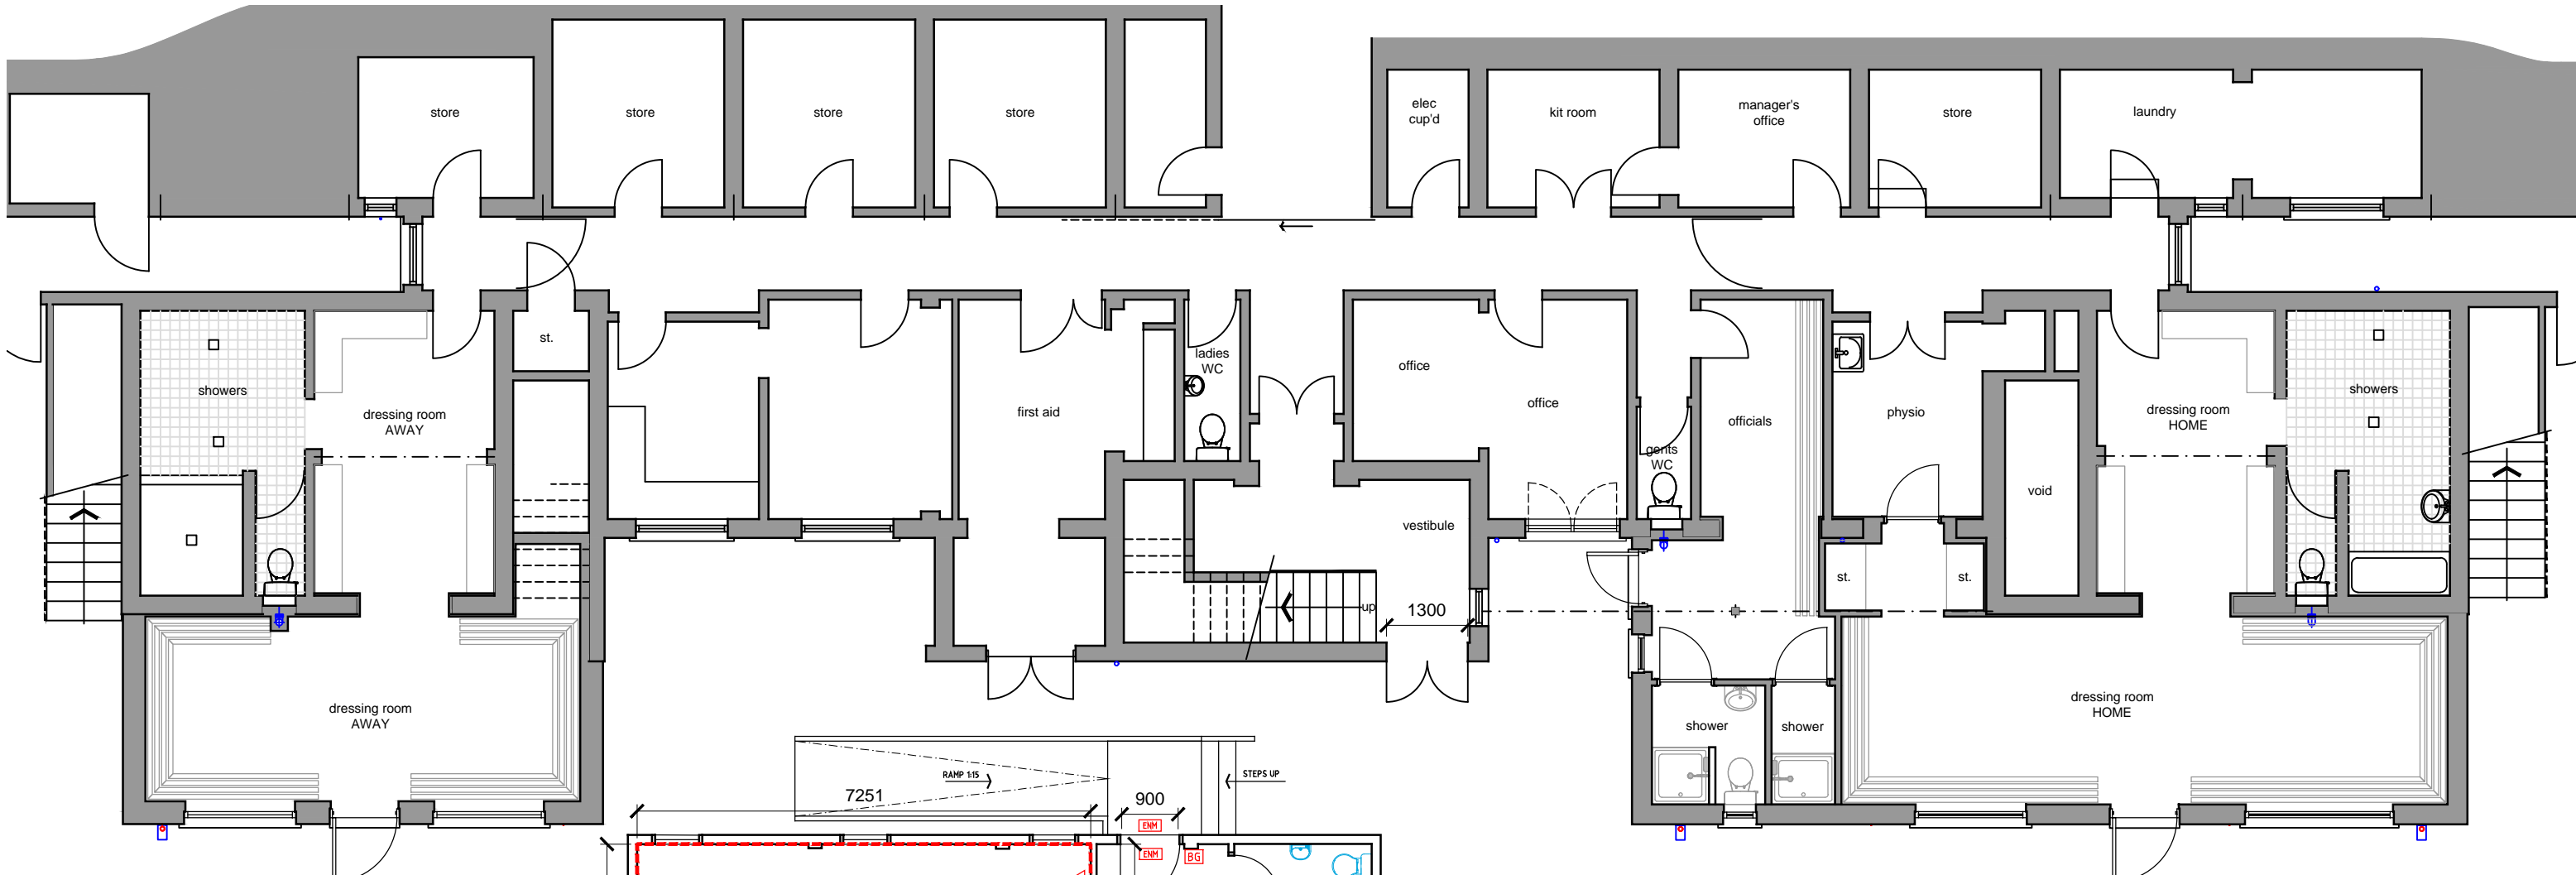 store
store
store
store
elec
cup'd
kit room
manager's
office
store
laundry
showers
dressing room
AWAY
st.
first aid
ladies
WC
office
office
gents
WC
officials
physio
void
dressing room
HOME
showers
vestibule
st.
st.
up
1300
dressing room
AWAY
shower
shower
dressing room
HOME
RAMP 1:15
STEPS UP
7251
900
ENM
ENM
BG